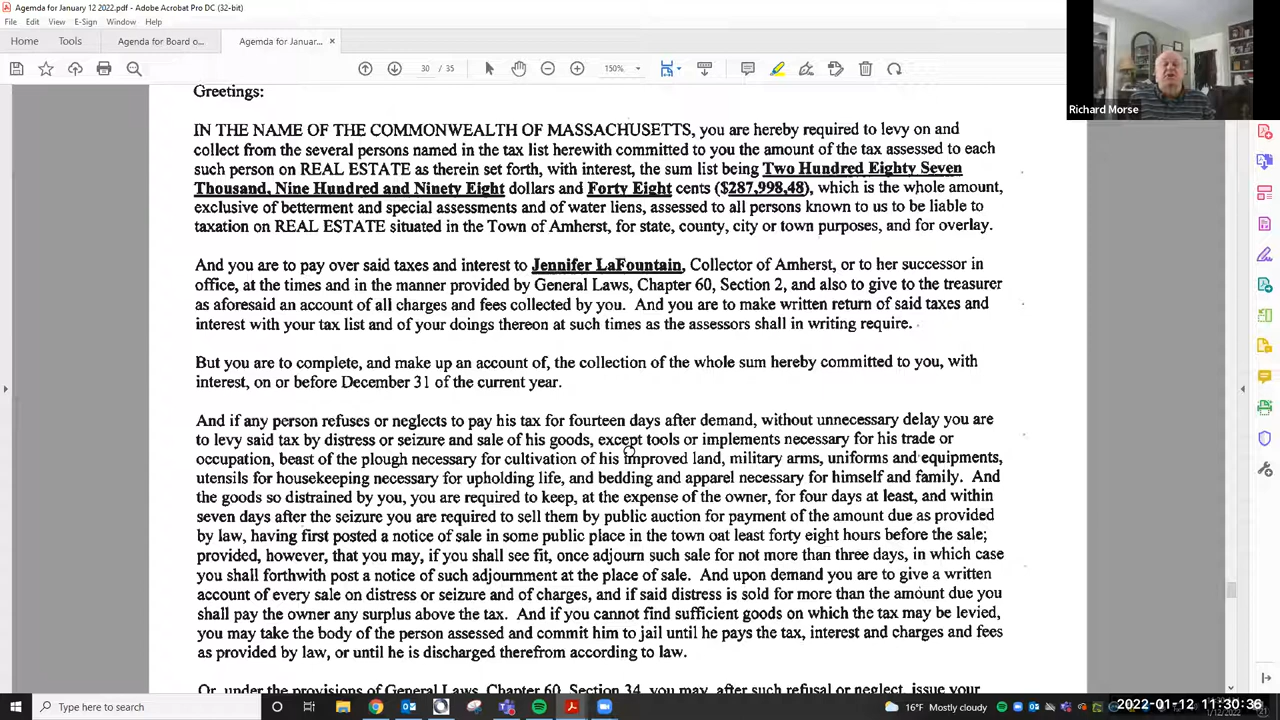 Agemda for January 12 2022.pdf - Adobe Acrobat Pro DC (32-bit)
File Edit View E-Sign Window Help
Home Tools Agenda for Board o... Agemda for Januar... ×
30 / 35 150%
Richard Morse
Greetings:
IN THE NAME OF THE COMMONWEALTH OF MASSACHUSETTS, you are hereby required to levy on and
collect from the several persons named in the tax list herewith committed to you the amount of the tax assessed to each
such person on REAL ESTATE as therein set forth, with interest, the sum list being Two Hundred Eighty Seven
Thousand, Nine Hundred and Ninety Eight dollars and Forty Eight cents ($287,998,48), which is the whole amount,
exclusive of betterment and special assessments and of water liens, assessed to all persons known to us to be liable to
taxation on REAL ESTATE situated in the Town of Amherst, for state, county, city or town purposes, and for overlay.
And you are to pay over said taxes and interest to Jennifer LaFountain, Collector of Amherst, or to her successor in
office, at the times and in the manner provided by General Laws, Chapter 60, Section 2, and also to give to the treasurer
as aforesaid an account of all charges and fees collected by you. And you are to make written return of said taxes and
interest with your tax list and of your doings thereon at such times as the assessors shall in writing require.
But you are to complete, and make up an account of, the collection of the whole sum hereby committed to you, with
interest, on or before December 31 of the current year.
And if any person refuses or neglects to pay his tax for fourteen days after demand, without unnecessary delay you are
to levy said tax by distress or seizure and sale of his goods, except tools or implements necessary for his trade or
occupation, beast of the plough necessary for cultivation of his improved land, military arms, uniforms and equipments,
utensils for housekeeping necessary for upholding life, and bedding and apparel necessary for himself and family. And
the goods so distrained by you, you are required to keep, at the expense of the owner, for four days at least, and within
seven days after the seizure you are required to sell them by public auction for payment of the amount due as provided
by law, having first posted a notice of sale in some public place in the town oat least forty eight hours before the sale;
provided, however, that you may, if you shall see fit, once adjourn such sale for not more than three days, in which case
you shall forthwith post a notice of such adjournment at the place of sale. And upon demand you are to give a written
account of every sale on distress or seizure and of charges, and if said distress is sold for more than the amount due you
shall pay the owner any surplus above the tax. And if you cannot find sufficient goods on which the tax may be levied,
you may take the body of the person assessed and commit him to jail until he pays the tax, interest and charges and fees
as provided by law, or until he is discharged therefrom according to law.
Or, under the provisions of General Laws, Chapter 60, Section 34, you may, after such refusal or neglect, issue your
Type here to search
16°F Mostly cloudy
2022-01-12 11:30:36